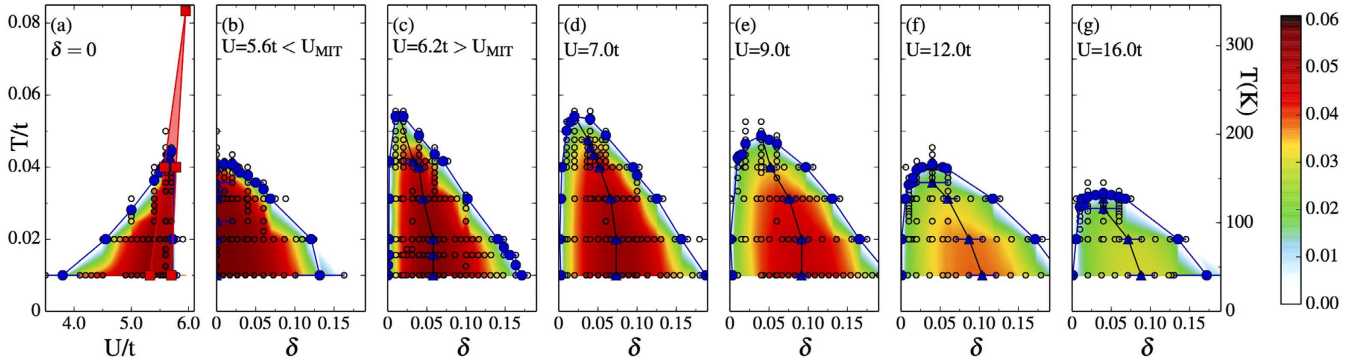 (a)
δ = 0
(b)
U=5.6t < U_MIT
(c)
U=6.2t > U_MIT
(d)
U=7.0t
(e)
U=9.0t
(f)
U=12.0t
(g)
U=16.0t
T/t
0.08
0.06
0.04
0.02
0
T(K)
300
200
100
0
0.06
0.05
0.04
0.03
0.02
0.01
0.00
4.0 5.0 6.0
0 0.05 0.10 0.15
0 0.05 0.10 0.15
0 0.05 0.10 0.15
0 0.05 0.10 0.15
0 0.05 0.10 0.15
0 0.05 0.10 0.15
U/t δ δ δ δ δ δ